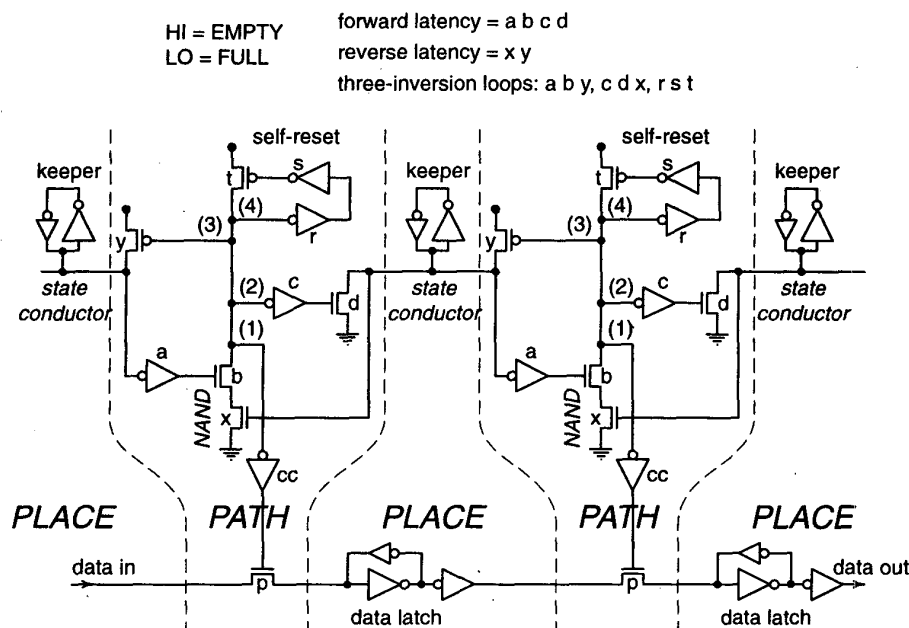 HI = EMPTY
LO = FULL
forward latency = a b c d
reverse latency = x y
three-inversion loops: a b y, c d x, r s t
self-reset self-reset
keeper keeper keeper
s s
t t
(4) (4)
(3) (3)
r r
y y
state conductor
(2) (2)
c c
d d
state conductor
state conductor
(1) (1)
a a
b b
NAND NAND
x x
cc cc
PLACE PATH PLACE PATH PLACE
data in
p p
data out
data latch data latch